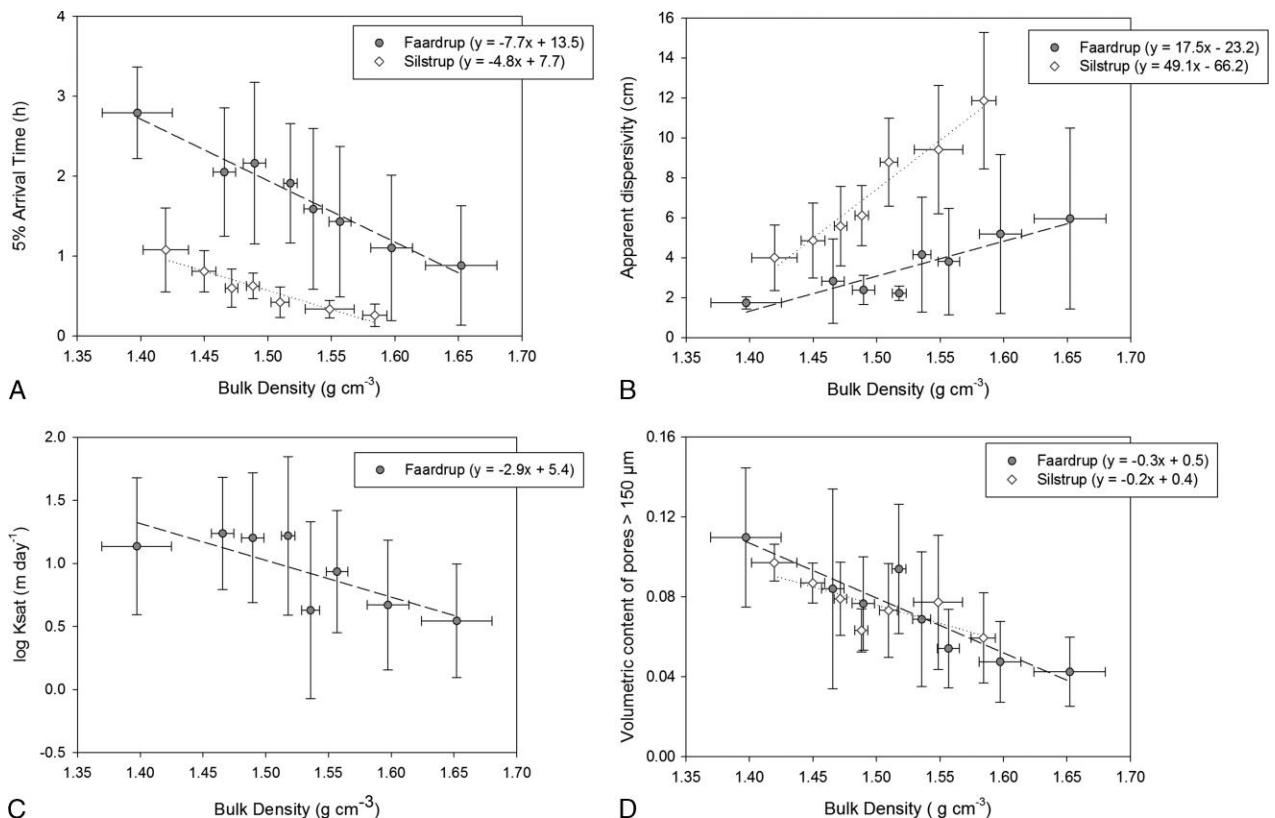 4
3
2
1
0
5% Arrival Time (h)
Faardrup (y = -7.7x + 13.5)
Silstrup (y = -4.8x + 7.7)
1.35 1.40 1.45 1.50 1.55 1.60 1.65 1.70
Bulk Density (g cm⁻³)
A
16
14
12
10
8
6
4
2
0
Apparent dispersivity (cm)
Faardrup (y = 17.5x - 23.2)
Silstrup (y = 49.1x - 66.2)
1.35 1.40 1.45 1.50 1.55 1.60 1.65 1.70
Bulk Density (g cm⁻³)
B
2.0
1.5
1.0
0.5
0.0
-0.5
log Ksat (m day⁻¹)
Faardrup (y = -2.9x + 5.4)
1.35 1.40 1.45 1.50 1.55 1.60 1.65 1.70
Bulk Density (g cm⁻³)
C
0.16
0.12
0.08
0.04
0.00
Volumetric content of pores > 150 µm
Faardrup (y = -0.3x + 0.5)
Silstrup (y = -0.2x + 0.4)
1.35 1.40 1.45 1.50 1.55 1.60 1.65 1.70
Bulk Density ( g cm⁻³)
D